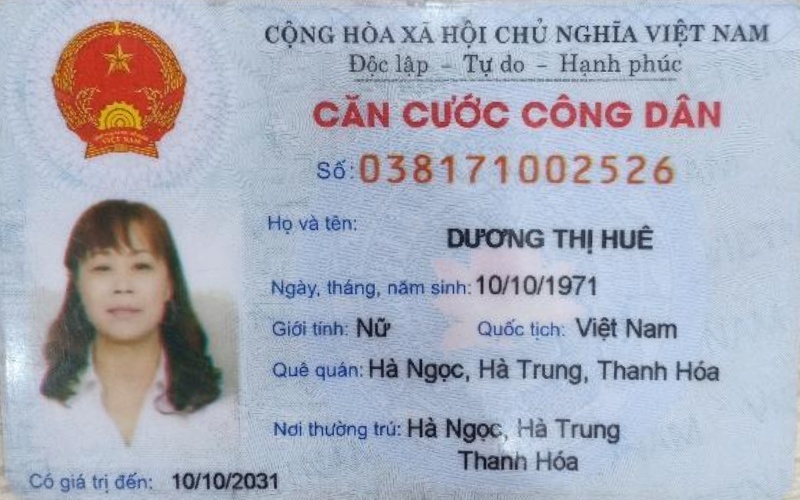 CỘNG HÒA XÃ HỘI CHỦ NGHĨA VIỆT NAM
Độc lập - Tự do - Hạnh phúc
CĂN CƯỚC CÔNG DÂN
Số: 038171002526
Họ và tên:
DƯƠNG THỊ HUÊ
Ngày, tháng, năm sinh: 10/10/1971
Giới tính: Nữ Quốc tịch: Việt Nam
Quê quán: Hà Ngọc, Hà Trung, Thanh Hóa
Nơi thường trú: Hà Ngọc, Hà Trung
Thanh Hóa
Có giá trị đến: 10/10/2031